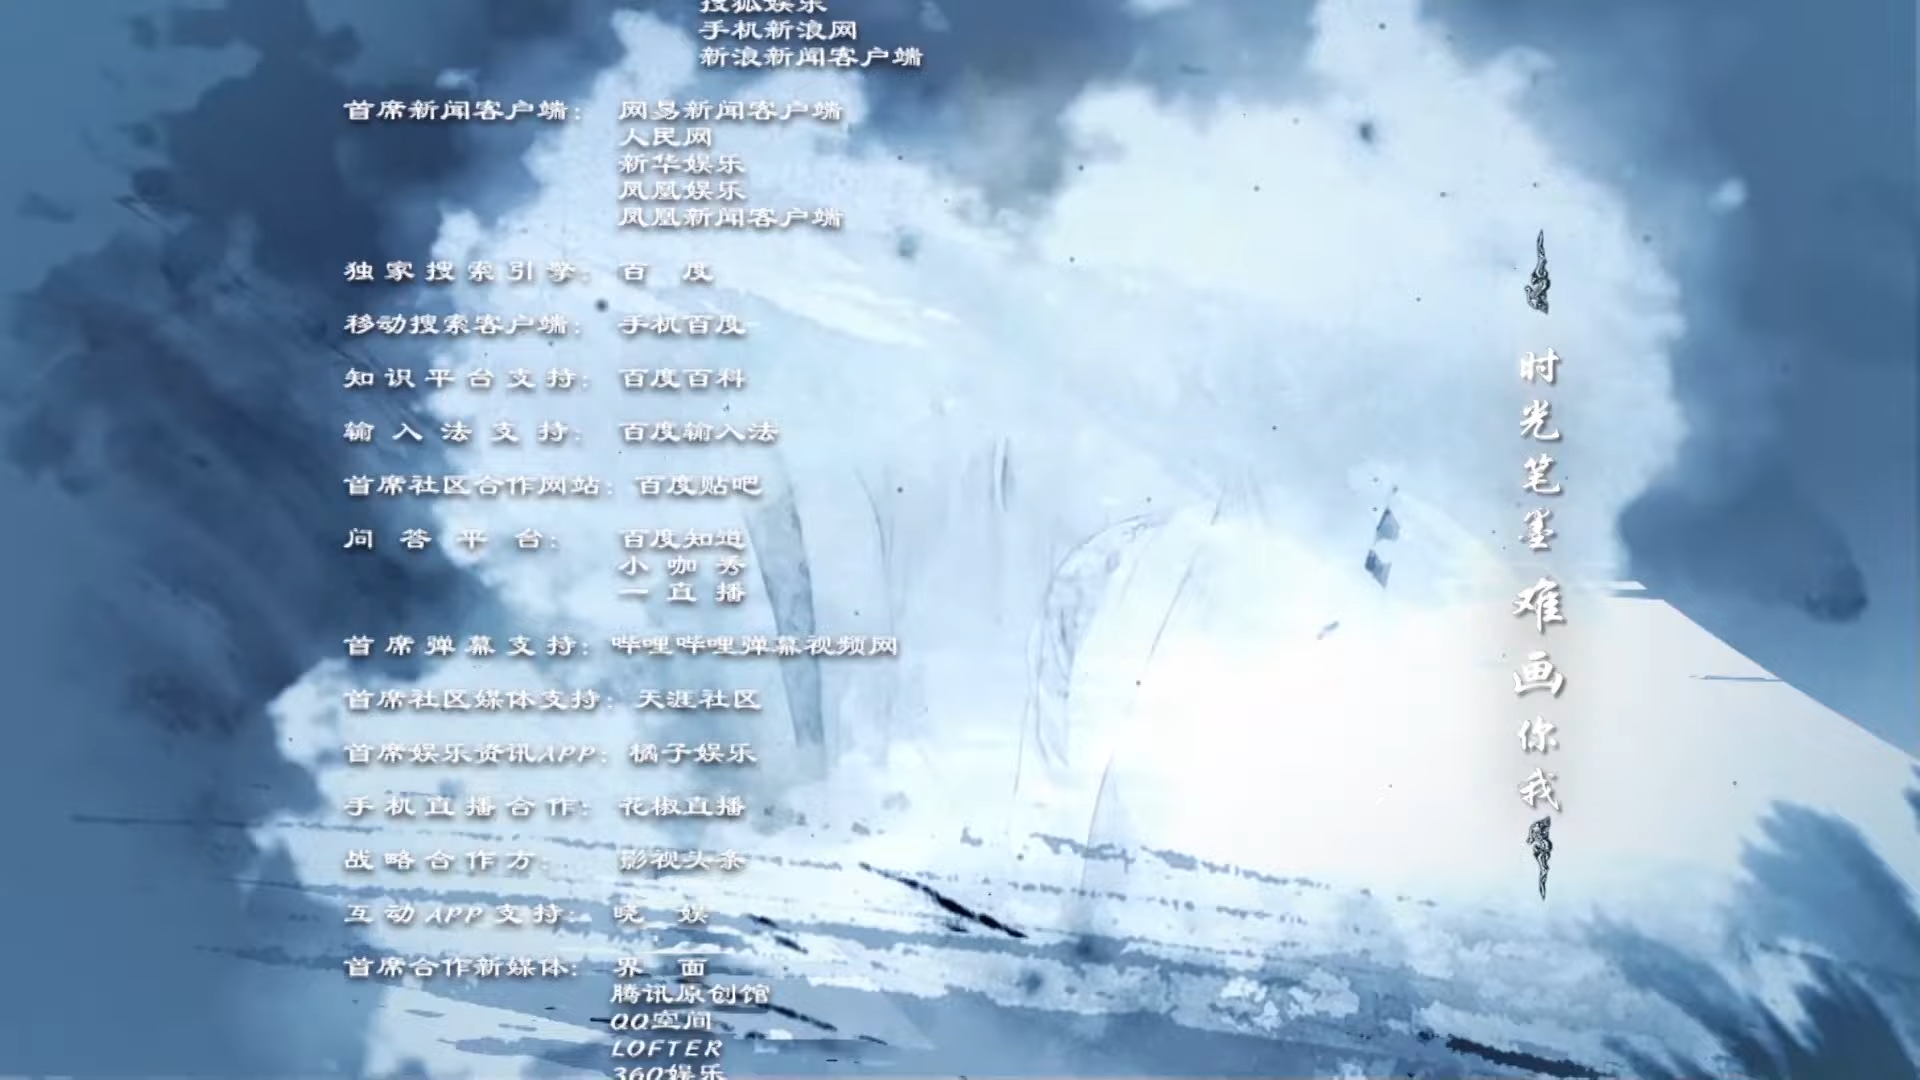 搜狐娱乐
手机新浪网
新浪新闻客户端
首席新闻客户端： 网易新闻客户端
人民网
新华娱乐
凤凰娱乐
凤凰新闻客户端
独家搜索引擎： 百 度
移动搜索客户端： 手机百度
知识平台支持： 百度百科
输入法支持： 百度输入法
首席社区合作网站： 百度贴吧
问答平台： 百度知道
小咖秀
一直播
首席弹幕支持： 哔哩哔哩弹幕视频网
首席社区媒体支持： 天涯社区
首席娱乐资讯APP： 橘子娱乐
手机直播合作： 花椒直播
战略合作方： 影视头条
互动APP支持： 晓 娱
首席合作新媒体： 界 面
腾讯原创馆
QQ空间
LOFTER
360娱乐
时光笔墨难画你我